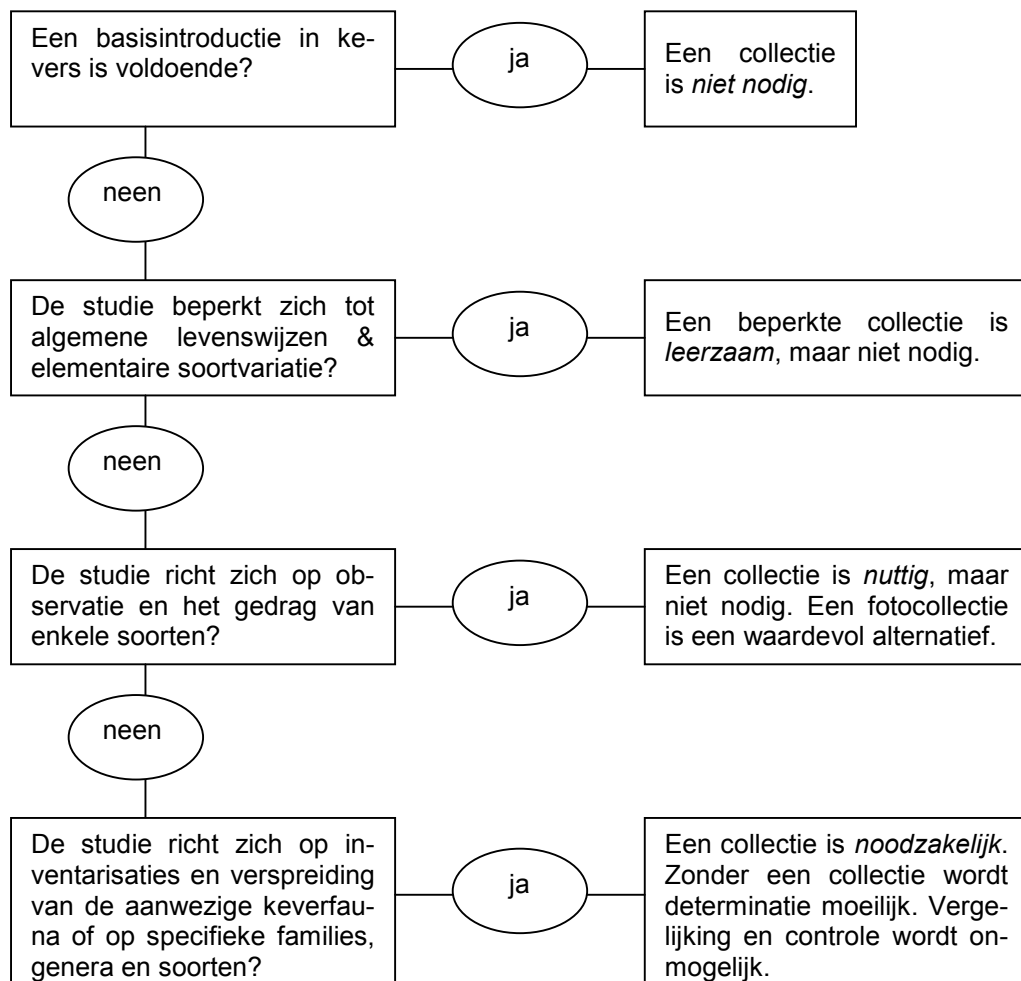 Een basisintroductie in ke-
vers is voldoende?
ja
Een collectie
is niet nodig.
neen
De studie beperkt zich tot
algemene levenswijzen &
elementaire soortvariatie?
ja
Een beperkte collectie is
leerzaam, maar niet nodig.
neen
De studie richt zich op ob-
servatie en het gedrag van
enkele soorten?
ja
Een collectie is nuttig, maar
niet nodig. Een fotocollectie
is een waardevol alternatief.
neen
De studie richt zich op in-
ventarisaties en verspreiding
van de aanwezige keverfau-
na of op specifieke families,
genera en soorten?
ja
Een collectie is noodzakelijk.
Zonder een collectie wordt
determinatie moeilijk. Verge-
lijking en controle wordt on-
mogelijk.